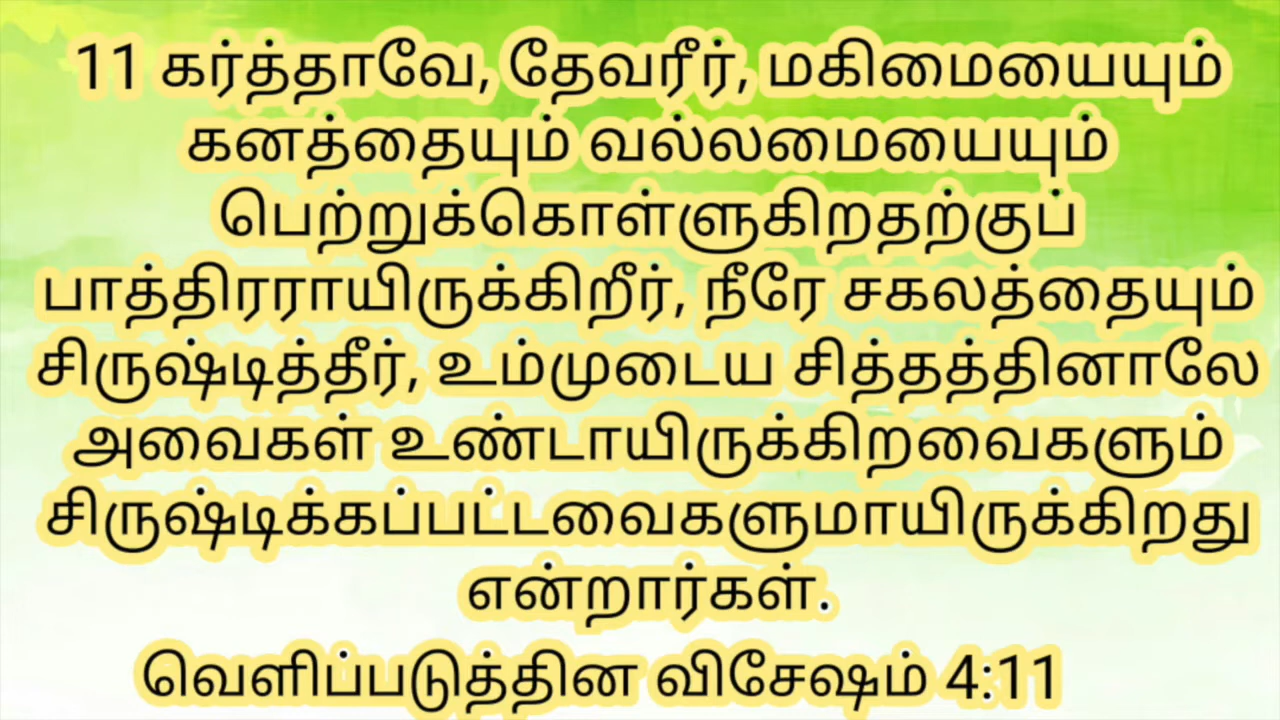 11 கர்த்தாவே, தேவரீர், மகிமையையும்
கனத்தையும் வல்லமையையும்
பெற்றுக்கொள்ளுகிறதற்குப்
பாத்திரராயிருக்கிறீர், நீரே சகலத்தையும்
சிருஷ்டித்தீர், உம்முடைய சித்தத்தினாலே
அவைகள் உண்டாயிருக்கிறவைகளும்
சிருஷ்டிக்கப்பட்டவைகளுமாயிருக்கிறது
என்றார்கள்.
வெளிப்படுத்தின விசேஷம் 4:11